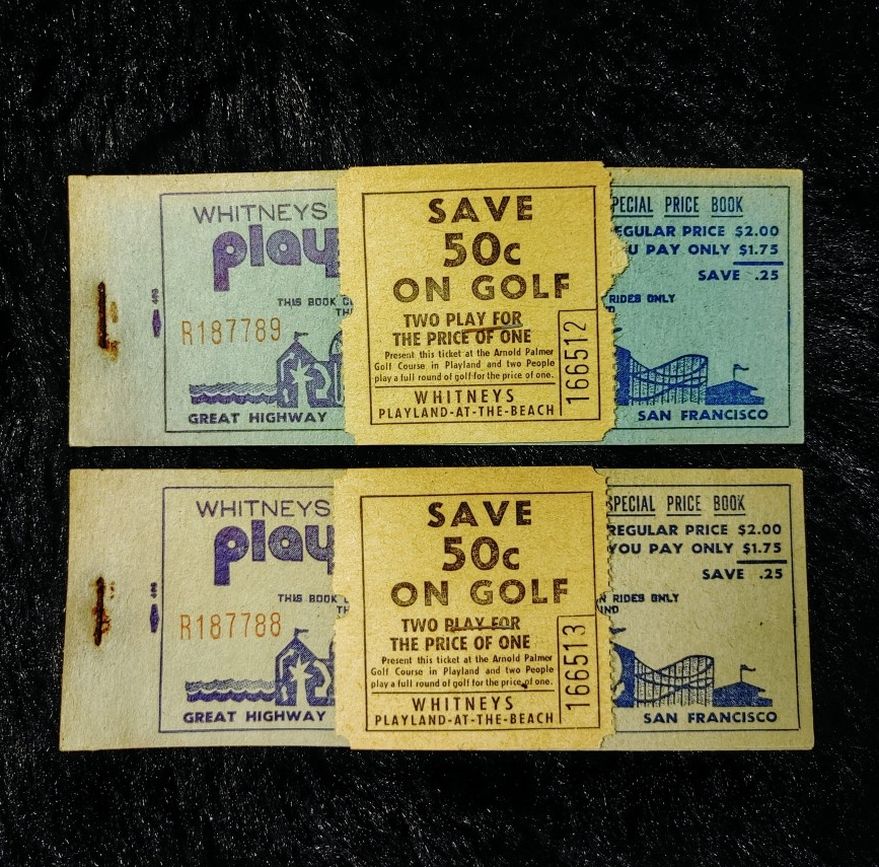 WHITNEYS
play
THIS BOOK
TH
R187789
GREAT HIGHWAY
SAVE
50c
ON GOLF
TWO PLAY FOR
THE PRICE OF ONE
Present this ticket at the Arnold Palmer
Golf Course in Playland and two People
play a full round of golf for the price of one.
WHITNEYS
PLAYLAND-AT-THE-BEACH
166512
PECIAL PRICE BOOK
EGULAR PRICE $2.00
U PAY ONLY $1.75
SAVE .25
RIDES ONLY
D
SAN FRANCISCO
WHITNEYS
play
THIS BOOK
TH
R187788
GREAT HIGHWAY
SAVE
50c
ON GOLF
TWO PLAY FOR
THE PRICE OF ONE
Present this ticket at the Arnold Palmer
Golf Course in Playland and two People
play a full round of golf for the price of one.
WHITNEYS
PLAYLAND-AT-THE-BEACH
166513
SPECIAL PRICE BOOK
REGULAR PRICE $2.00
YOU PAY ONLY $1.75
SAVE .25
N RIDES ONLY
IND
SAN FRANCISCO